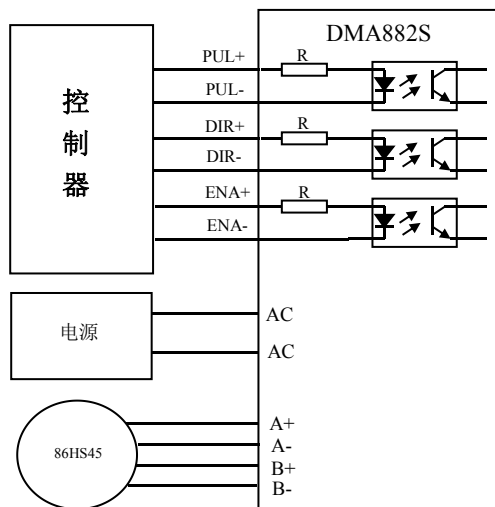 DMA882S
PUL+
R
PUL-
DIR+
R
DIR-
ENA+
R
ENA-
控
制
器
电源
AC
AC
86HS45
A+
A-
B+
B-